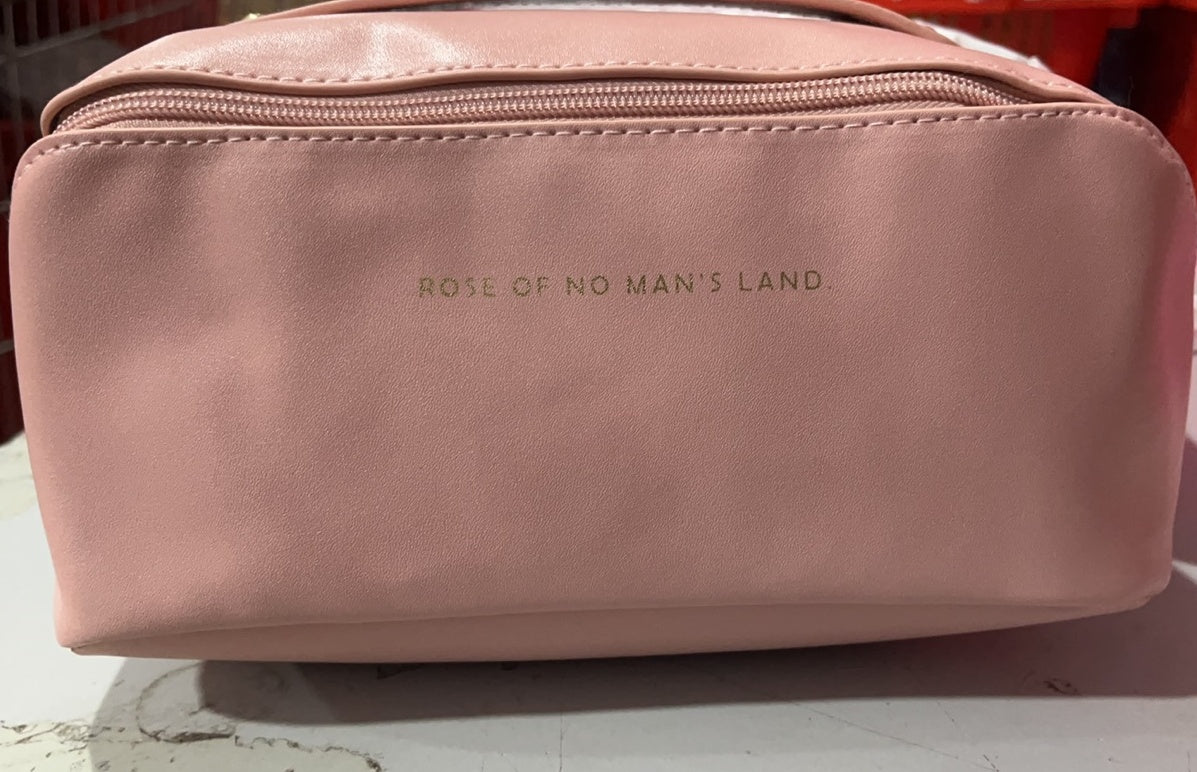 ROSE OF NO MAN'S LAND.